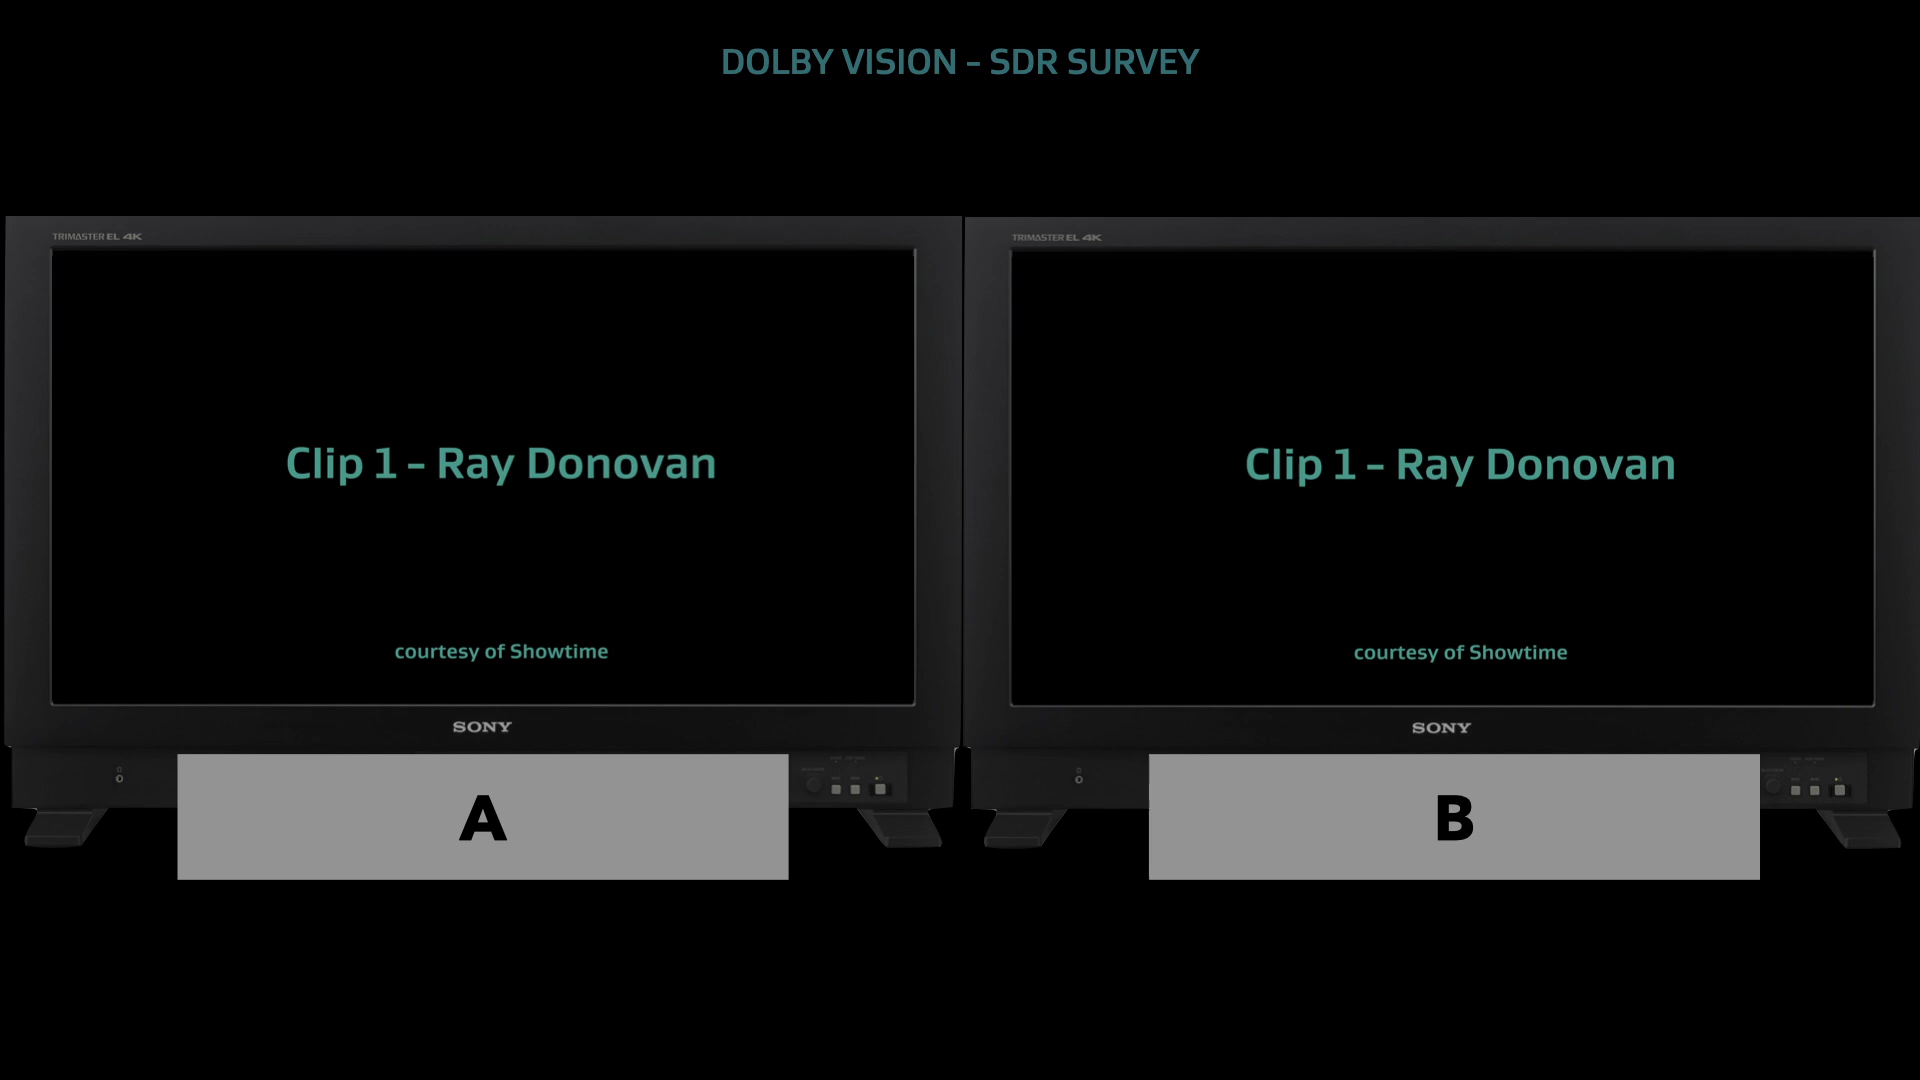 DOLBY VISION – SDR SURVEY
TRIMASTER EL 4K
TRIMASTER EL 4K
Clip 1 – Ray Donovan
Clip 1 – Ray Donovan
courtesy of Showtime
courtesy of Showtime
SONY
SONY
A
B